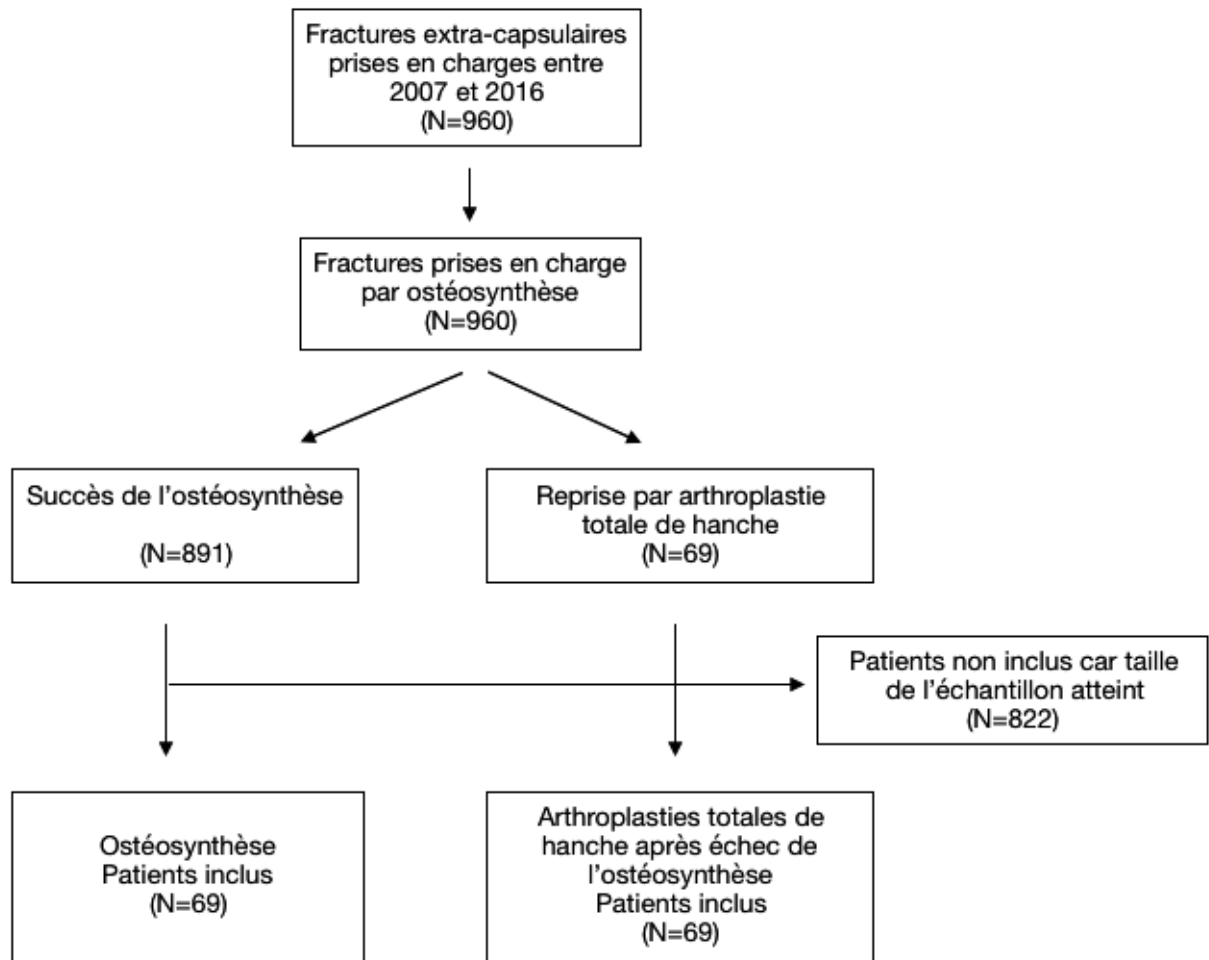 Fractures extra-capsulaires
prises en charges entre
2007 et 2016
(N=960)
Fractures prises en charge
par ostéosynthèse
(N=960)
Succès de l'ostéosynthèse
(N=891)
Reprise par arthroplastie
totale de hanche
(N=69)
Patients non inclus car taille
de l'échantillon atteint
(N=822)
Ostéosynthèse
Patients inclus
(N=69)
Arthroplasties totales de
hanche après échec de
l'ostéosynthèse
Patients inclus
(N=69)